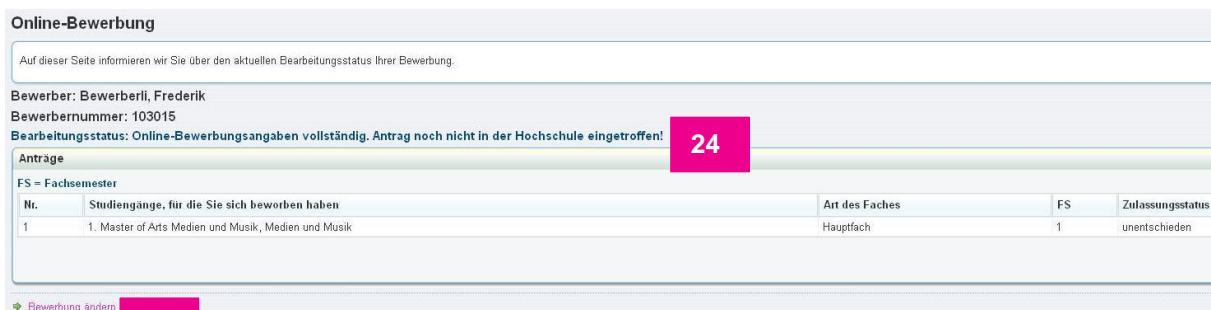 Online-Bewerbung
Auf dieser Seite informieren wir Sie über den aktuellen Bearbeitungsstatus Ihrer Bewerbung.
Bewerber: Bewerberli, Frederik
Bewerbernummer: 103015
Bearbeitungsstatus: Online-Bewerbungsangaben vollständig. Antrag noch nicht in der Hochschule eingetroffen!
24
Anträge
FS = Fachsemester
Nr. Studiengänge, für die Sie sich beworben haben Art des Faches FS Zulassungsstatus
1 1. Master of Arts Medien und Musik, Medien und Musik Hauptfach 1 unentschieden
Bewerbung ändern